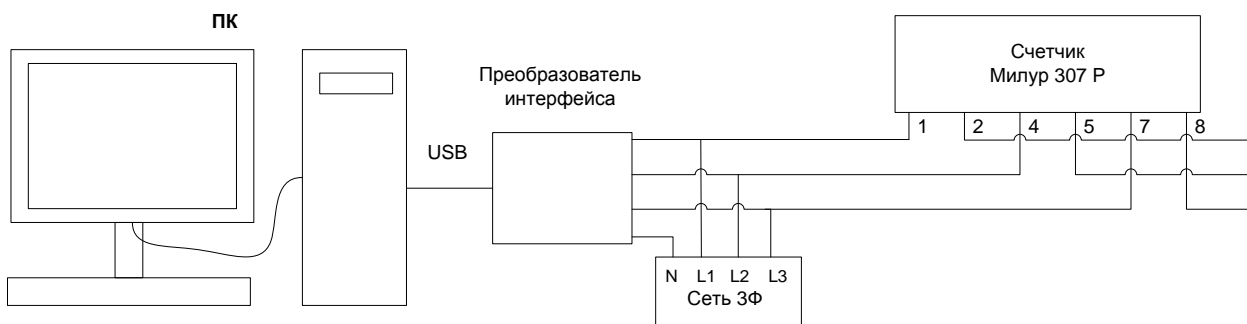 ПК
Преобразователь
интерфейса
USB
Счетчик
Милур 307 Р
1 2 4 5 7 8
N L1 L2 L3
Сеть 3Ф